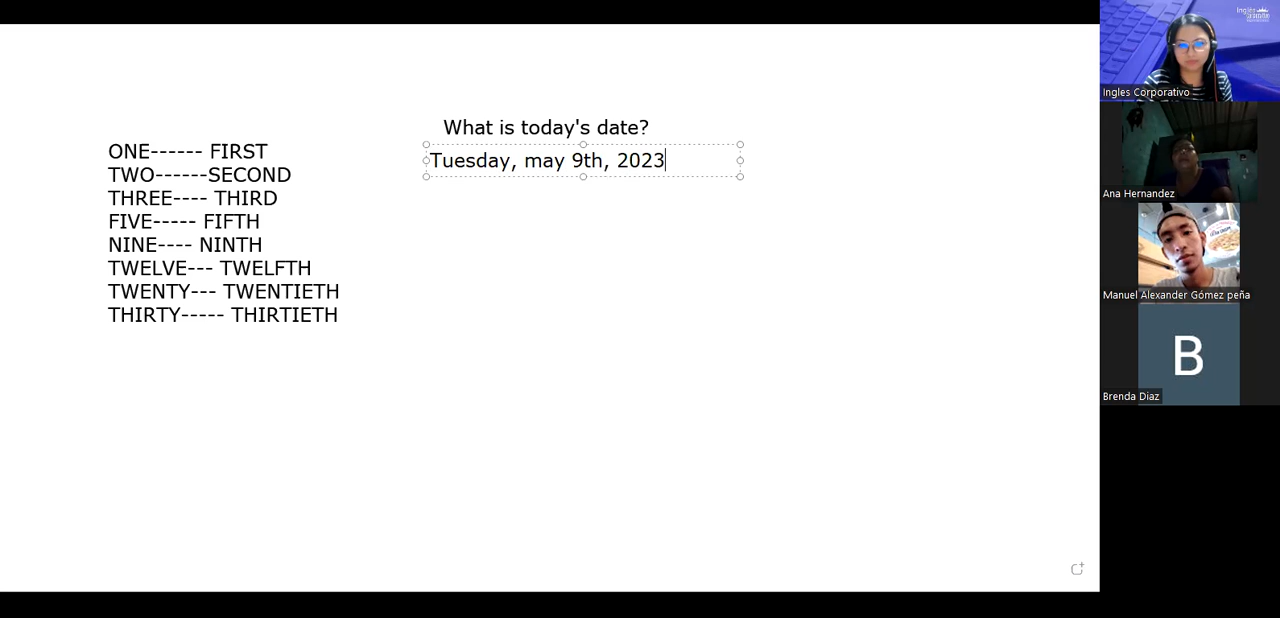 What is today's date?
Tuesday, may 9th, 2023
ONE------ FIRST
TWO------SECOND
THREE---- THIRD
FIVE----- FIFTH
NINE---- NINTH
TWELVE--- TWELFTH
TWENTY--- TWENTIETH
THIRTY----- THIRTIETH
Ingles Corporativo
Ana Hernandez
Manuel Alexander Gómez peña
B
Brenda Diaz